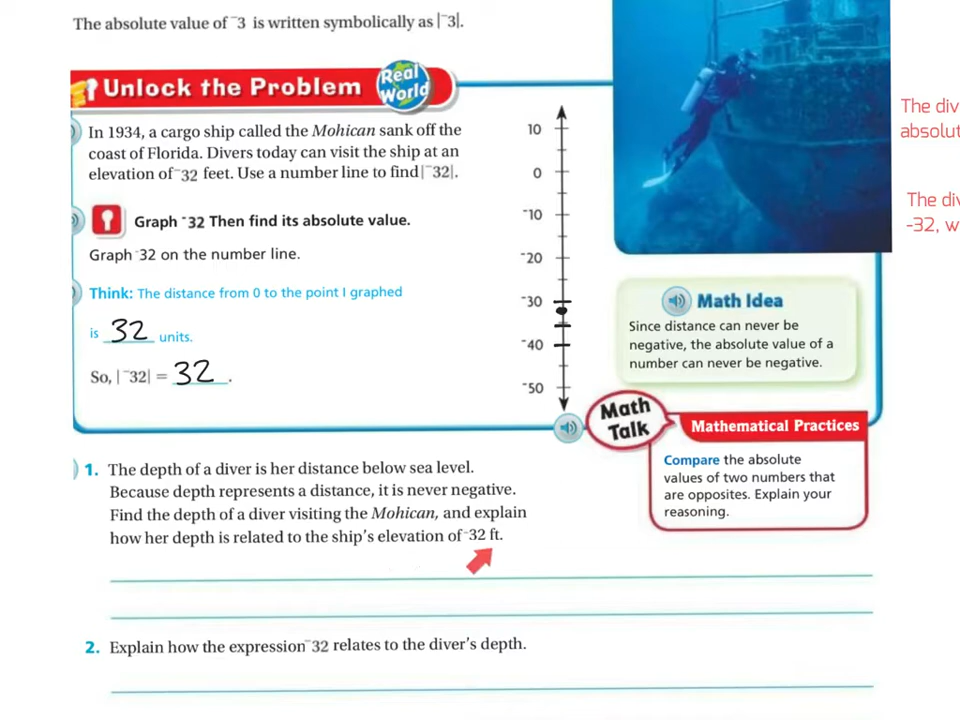 The absolute value of ⁻3 is written symbolically as |⁻3|.
Unlock the Problem
Real World
In 1934, a cargo ship called the Mohican sank off the
coast of Florida. Divers today can visit the ship at an
elevation of ⁻32 feet. Use a number line to find |⁻32|.
Graph ⁻32 Then find its absolute value.
Graph ⁻32 on the number line.
Think: The distance from 0 to the point I graphed
is 32 units.
So, |⁻32| = 32.
10
0
⁻10
⁻20
⁻30
⁻40
⁻50
The div
absolut
The div
-32, w
Math Idea
Since distance can never be
negative, the absolute value of a
number can never be negative.
Math
Talk
Mathematical Practices
Compare the absolute
values of two numbers that
are opposites. Explain your
reasoning.
1. The depth of a diver is her distance below sea level.
Because depth represents a distance, it is never negative.
Find the depth of a diver visiting the Mohican, and explain
how her depth is related to the ship's elevation of ⁻32 ft.
2. Explain how the expression ⁻32 relates to the diver's depth.